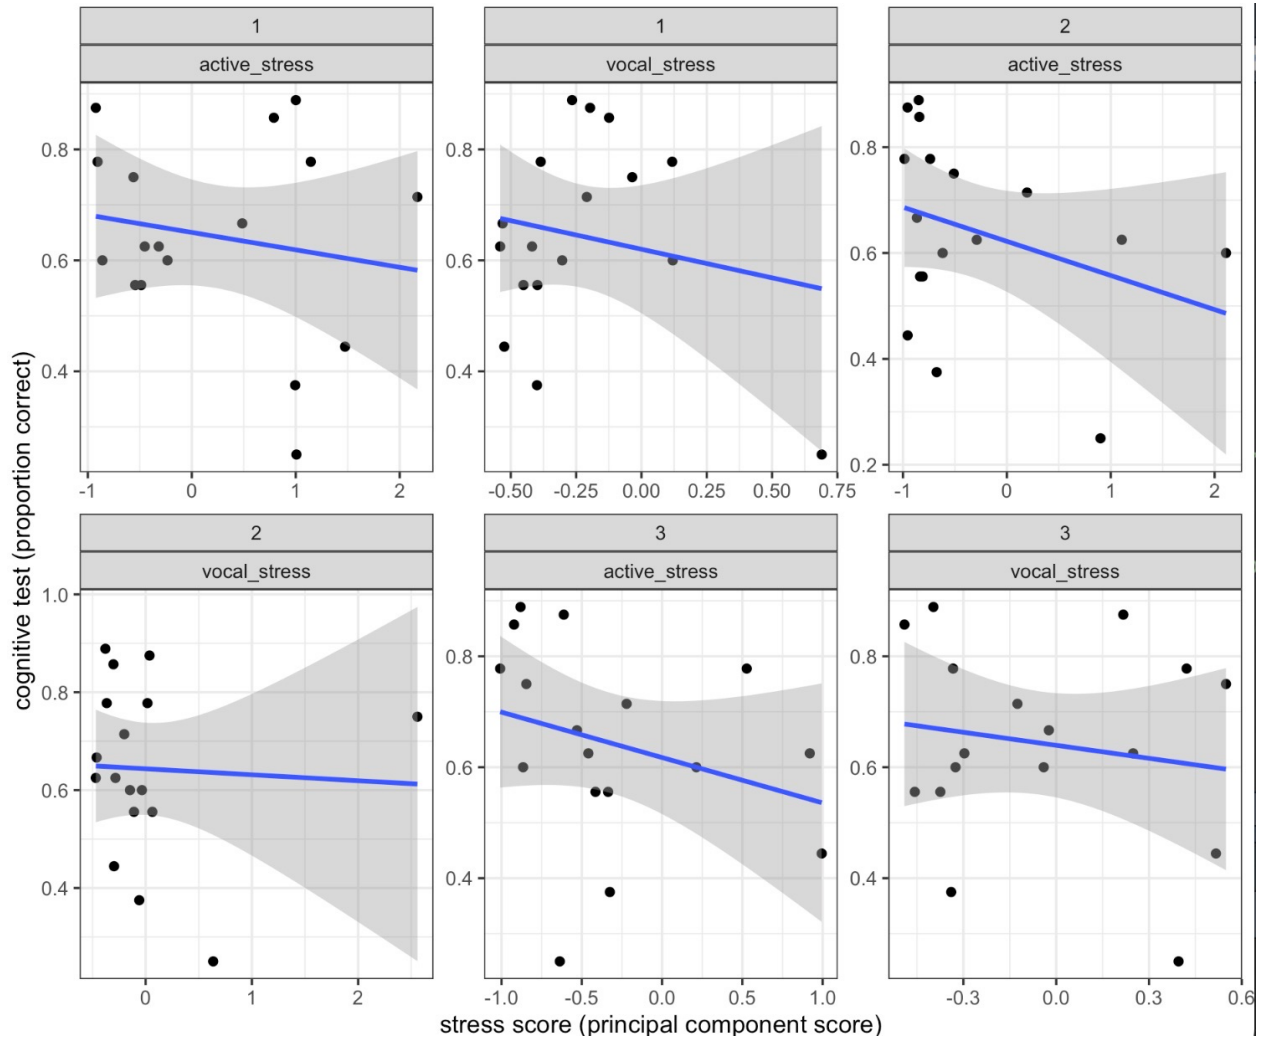 1
active_stress
1
vocal_stress
2
active_stress
0.8
0.6
0.4
-1 0 1 2
0.8
0.6
0.4
-0.50 -0.25 0.00 0.25 0.50 0.75
0.8
0.6
0.4
0.2
-1 0 1 2
cognitive test (proportion correct)
2
vocal_stress
3
active_stress
3
vocal_stress
1.0
0.8
0.6
0.4
0 1 2
0.8
0.6
0.4
-1.0 -0.5 0.0 0.5 1.0
0.8
0.6
0.4
-0.3 0.0 0.3 0.6
stress score (principal component score)